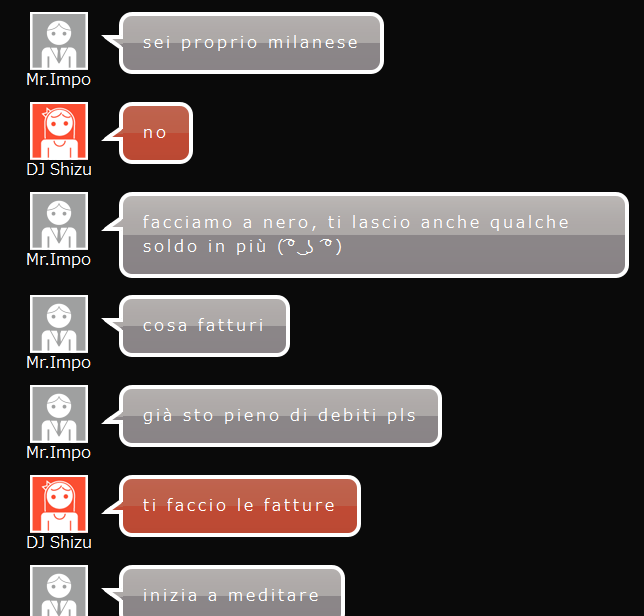 sei proprio milanese
Mr.Impo
no
DJ Shizu
facciamo a nero, ti lascio anche qualche
soldo in più ( ͡° ͜ʖ ͡°)
Mr.Impo
cosa fatturi
Mr.Impo
già sto pieno di debiti pls
Mr.Impo
ti faccio le fatture
DJ Shizu
inizia a meditare